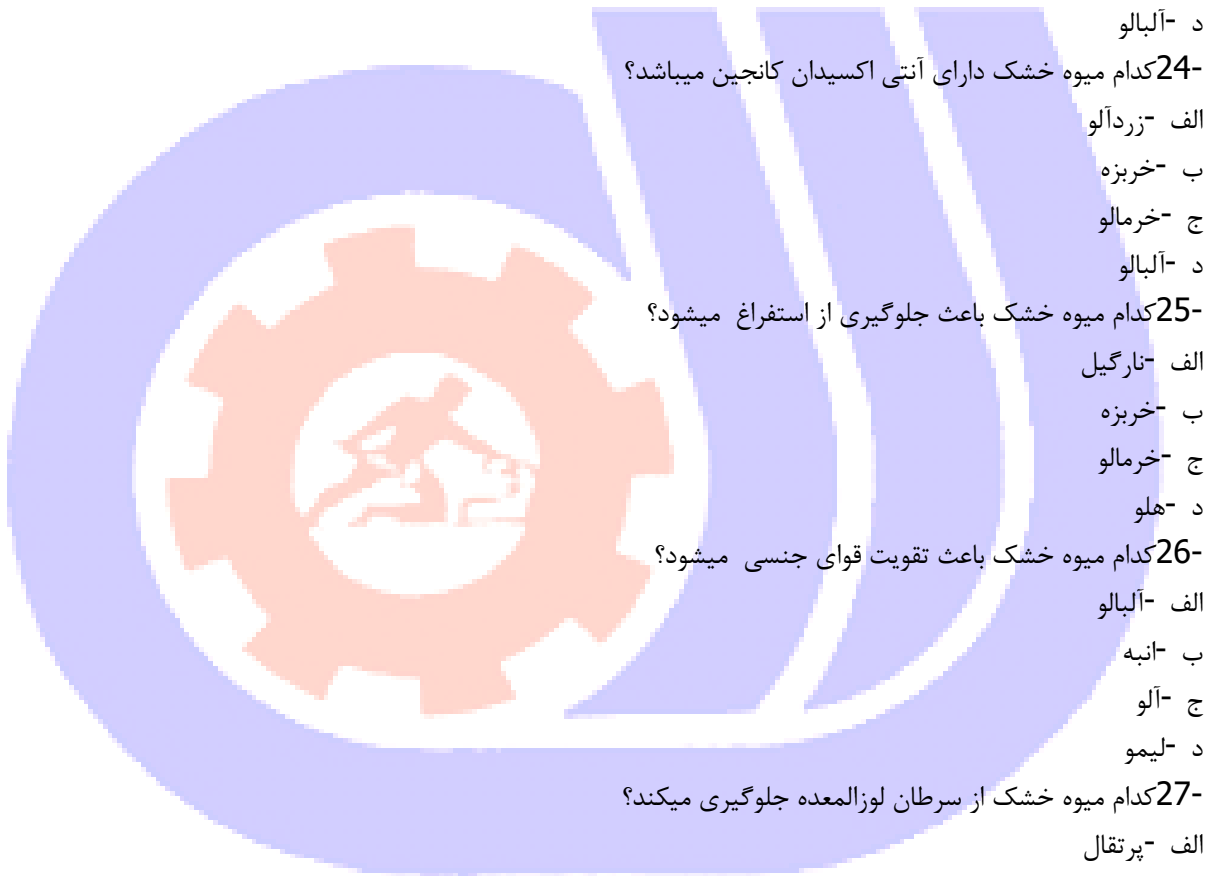 د -آلبالو
-24کدام میوه خشک دارای آنتی اکسیدان کانجین میباشد؟
الف -زردآلو
ب -خربزه
ج -خرمالو
د -آلبالو
-25کدام میوه خشک باعث جلوگیری از استفراغ میشود؟
الف -نارگیل
ب -خربزه
ج -خرمالو
د -هلو
-26کدام میوه خشک باعث تقویت قوای جنسی میشود؟
الف -آلبالو
ب -انبه
ج -آلو
د -لیمو
-27کدام میوه خشک از سرطان لوزالمعده جلوگیری میکند؟
الف -پرتقال